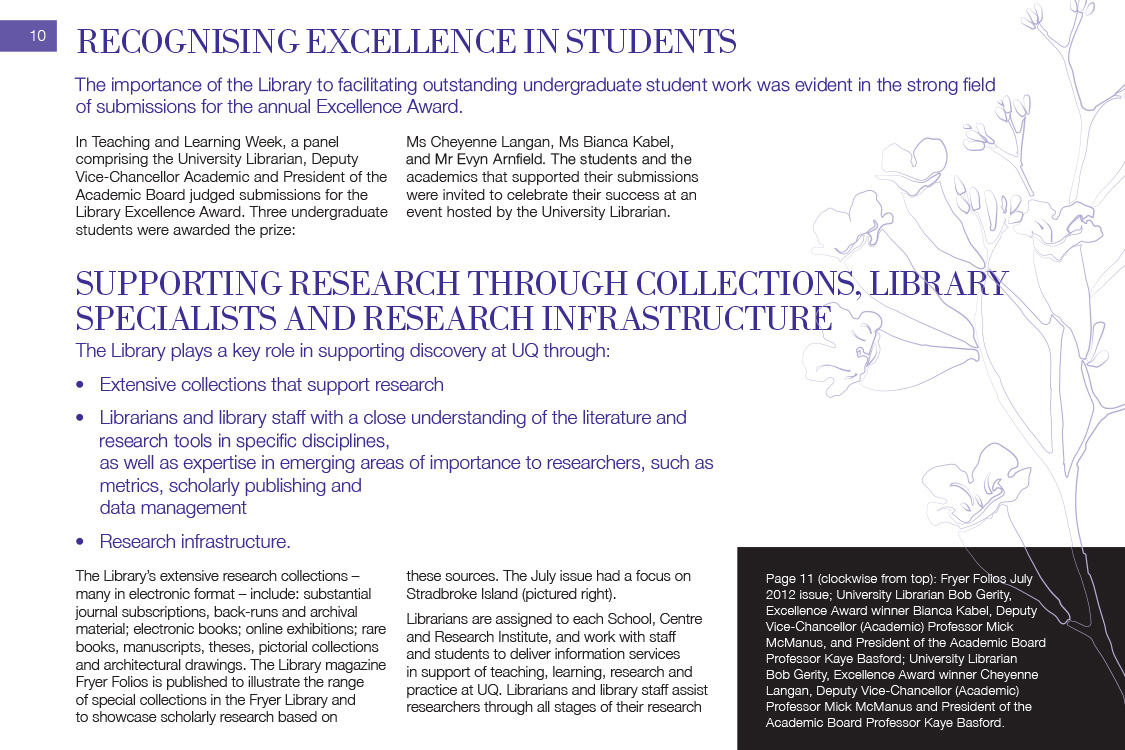 10
RECOGNISING EXCELLENCE IN STUDENTS
The importance of the Library to facilitating outstanding undergraduate student work was evident in the strong field
of submissions for the annual Excellence Award.
In Teaching and Learning Week, a panel
comprising the University Librarian, Deputy
Vice-Chancellor Academic and President of the
Academic Board judged submissions for the
Library Excellence Award. Three undergraduate
students were awarded the prize:
Ms Cheyenne Langan, Ms Bianca Kabel,
and Mr Evyn Arnfield. The students and the
academics that supported their submissions
were invited to celebrate their success at an
event hosted by the University Librarian.
SUPPORTING RESEARCH THROUGH COLLECTIONS, LIBRARY
SPECIALISTS AND RESEARCH INFRASTRUCTURE
The Library plays a key role in supporting discovery at UQ through:
• Extensive collections that support research
• Librarians and library staff with a close understanding of the literature and
research tools in specific disciplines,
as well as expertise in emerging areas of importance to researchers, such as
metrics, scholarly publishing and
data management
• Research infrastructure.
The Library's extensive research collections –
many in electronic format – include: substantial
journal subscriptions, back-runs and archival
material; electronic books; online exhibitions; rare
books, manuscripts, theses, pictorial collections
and architectural drawings. The Library magazine
Fryer Folios is published to illustrate the range
of special collections in the Fryer Library and
to showcase scholarly research based on
these sources. The July issue had a focus on
Stradbroke Island (pictured right).
Librarians are assigned to each School, Centre
and Research Institute, and work with staff
and students to deliver information services
in support of teaching, learning, research and
practice at UQ. Librarians and library staff assist
researchers through all stages of their research
Page 11 (clockwise from top): Fryer Folios July
2012 issue; University Librarian Bob Gerity,
Excellence Award winner Bianca Kabel, Deputy
Vice-Chancellor (Academic) Professor Mick
McManus, and President of the Academic Board
Professor Kaye Basford; University Librarian
Bob Gerity, Excellence Award winner Cheyenne
Langan, Deputy Vice-Chancellor (Academic)
Professor Mick McManus and President of the
Academic Board Professor Kaye Basford.